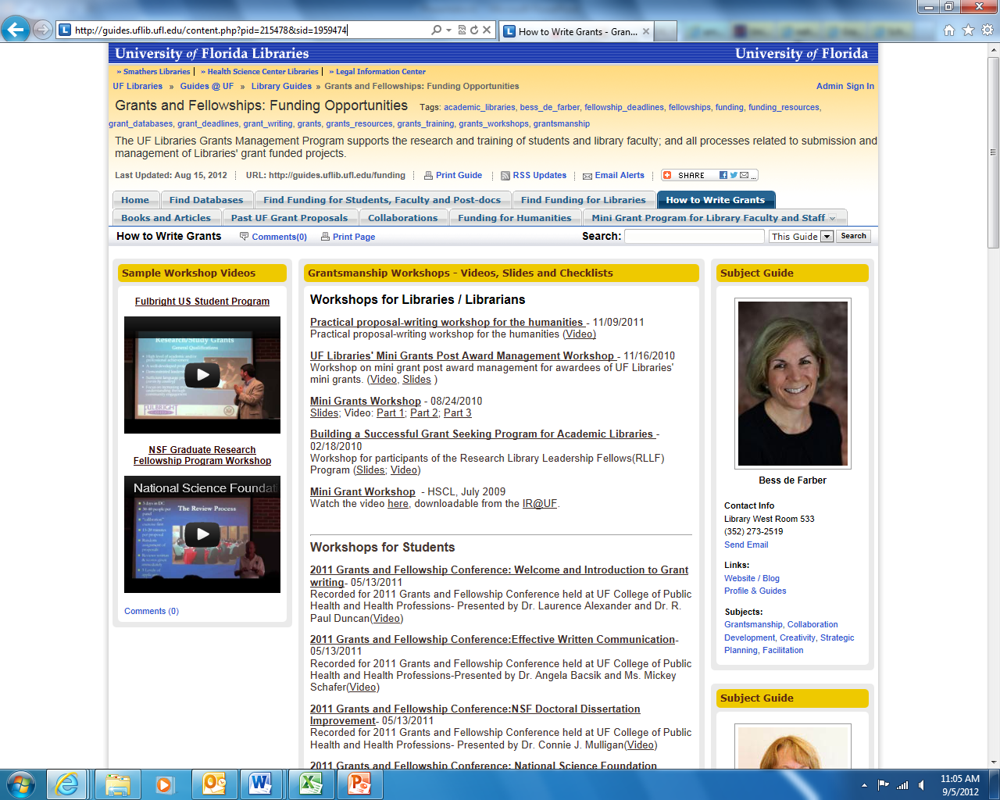 http://guides.uflib.ufl.edu/content.php?pid=215478&sid=1959474
How to Write Grants - Gran...
University of Florida Libraries
University of Florida
» Smathers Libraries | » Health Science Center Libraries | » Legal Information Center
UF Libraries » Guides @ UF » Library Guides » Grants and Fellowships: Funding Opportunities
Admin Sign In
Grants and Fellowships: Funding Opportunities Tags: academic_libraries, bess_de_farber, fellowship_deadlines, fellowships, funding, funding_resources,
grant_databases, grant_deadlines, grant_writing, grants, grants_resources, grants_training, grants_workshops, grantsmanship
The UF Libraries Grants Management Program supports the research and training of students and library faculty; and all processes related to submission and
management of Libraries' grant funded projects.
Last Updated: Aug 15, 2012 URL: http://guides.uflib.ufl.edu/funding Print Guide RSS Updates Email Alerts SHARE ...
Home Find Databases Find Funding for Students, Faculty and Post-docs Find Funding for Libraries How to Write Grants
Books and Articles Past UF Grant Proposals Collaborations Funding for Humanities Mini Grant Program for Library Faculty and Staff
How to Write Grants Comments(0) Print Page Search: This Guide Search
Sample Workshop Videos
Fulbright US Student Program
Research/Study Grants
General Qualifications
FULBRIGHT
NSF Graduate Research
Fellowship Program Workshop
National Science Foundat
The Review Process
Comments (0)
Grantsmanship Workshops - Videos, Slides and Checklists
Workshops for Libraries / Librarians
Practical proposal-writing workshop for the humanities - 11/09/2011
Practical proposal-writing workshop for the humanities (Video)
UF Libraries' Mini Grants Post Award Management Workshop - 11/16/2010
Workshop on mini grant post award management for awardees of UF Libraries'
mini grants. (Video, Slides )
Mini Grants Workshop - 08/24/2010
Slides; Video: Part 1; Part 2; Part 3
Building a Successful Grant Seeking Program for Academic Libraries -
02/18/2010
Workshop for participants of the Research Library Leadership Fellows(RLLF)
Program (Slides; Video)
Mini Grant Workshop - HSCL, July 2009
Watch the video here, downloadable from the IR@UF.
Workshops for Students
2011 Grants and Fellowship Conference: Welcome and Introduction to Grant
writing- 05/13/2011
Recorded for 2011 Grants and Fellowship Conference held at UF College of Public
Health and Health Professions- Presented by Dr. Laurence Alexander and Dr. R.
Paul Duncan(Video)
2011 Grants and Fellowship Conference:Effective Written Communication-
05/13/2011
Recorded for 2011 Grants and Fellowship Conference held at UF College of Public
Health and Health Professions-Presented by Dr. Angela Bacsik and Ms. Mickey
Schafer(Video)
2011 Grants and Fellowship Conference:NSF Doctoral Dissertation
Improvement- 05/13/2011
Recorded for 2011 Grants and Fellowship Conference held at UF College of Public
Health and Health Professions- Presented by Dr. Connie J. Mulligan(Video)
2011 Grants and Fellowship Conference: National Science Foundation
Subject Guide
Bess de Farber
Contact Info
Library West Room 533
(352) 273-2519
Send Email
Links:
Website / Blog
Profile & Guides
Subjects:
Grantsmanship, Collaboration
Development, Creativity, Strategic
Planning, Facilitation
Subject Guide
11:05 AM
9/5/2012